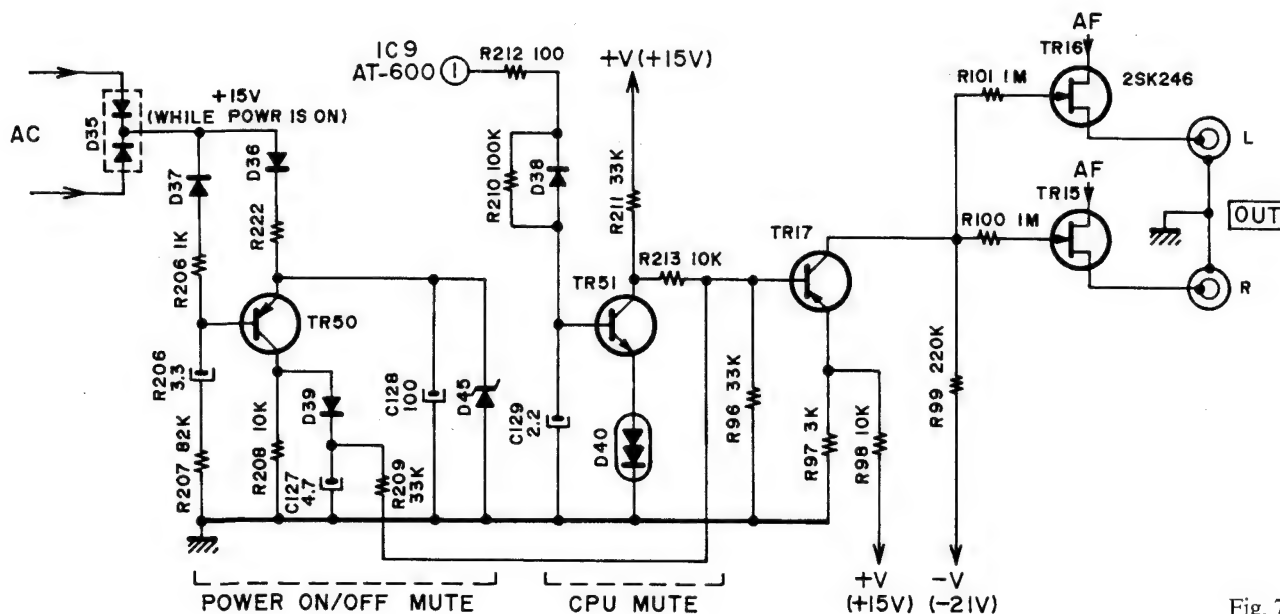 AC
D35
+15V
(WHILE POWR IS ON)
D37
D36
R206 1K
R222
TR50
R206
3.3
R207 82K
R208 10K
D39
C127
4.7
R209
33K
C128
100
D45
POWER ON/OFF MUTE
IC 9
AT-600 1
R212 100
R210 100K
D38
C129
2.2
+V (+15V)
R211 33K
R213 10K
TR51
D40
CPU MUTE
R96 33K
TR17
R97 3K
R98 10K
+V
(+15V)
R99 220K
-V
(-21V)
AF
TR16
2SK246
R101 1M
L
AF
TR15
R100 1M
OUT
R
Fig. 7